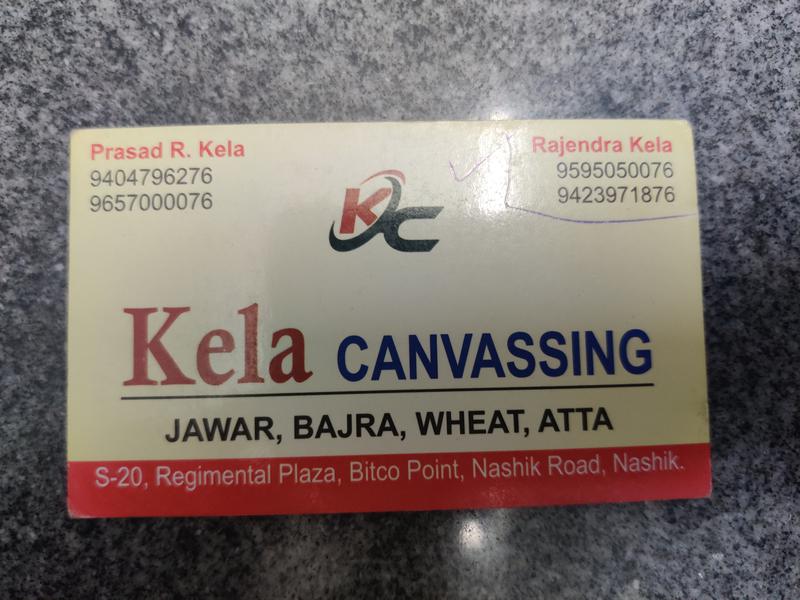 Prasad R. Kela
9404796276
9657000076
Rajendra Kela
9595050076
9423971876
KC
Kela CANVASSING
JAWAR, BAJRA, WHEAT, ATTA
S-20, Regimental Plaza, Bitco Point, Nashik Road, Nashik.